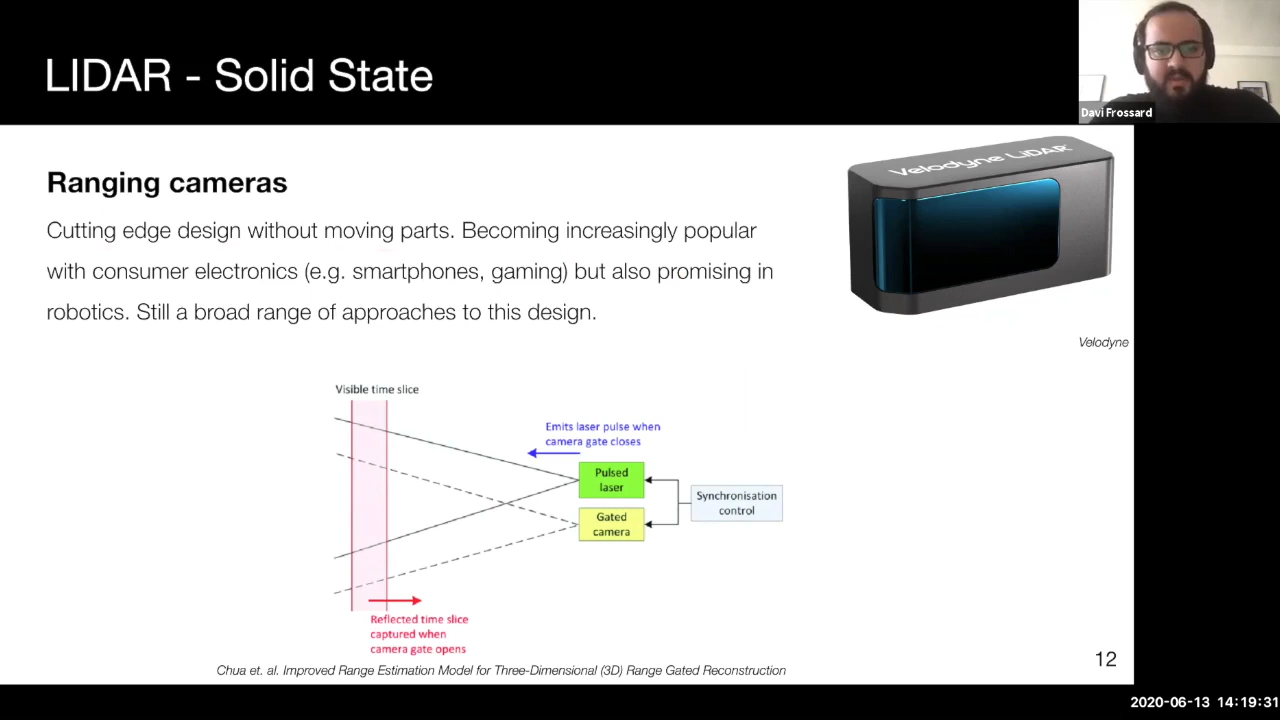 LIDAR - Solid State
Davi Frossard
Ranging cameras
Cutting edge design without moving parts. Becoming increasingly popular
with consumer electronics (e.g. smartphones, gaming) but also promising in
robotics. Still a broad range of approaches to this design.
Velodyne LiDAR
Velodyne
Visible time slice
Emits laser pulse when
camera gate closes
Pulsed
laser
Synchronisation
control
Gated
camera
Reflected time slice
captured when
camera gate opens
Chua et. al. Improved Range Estimation Model for Three-Dimensional (3D) Range Gated Reconstruction
12
2020-06-13 14:19:31